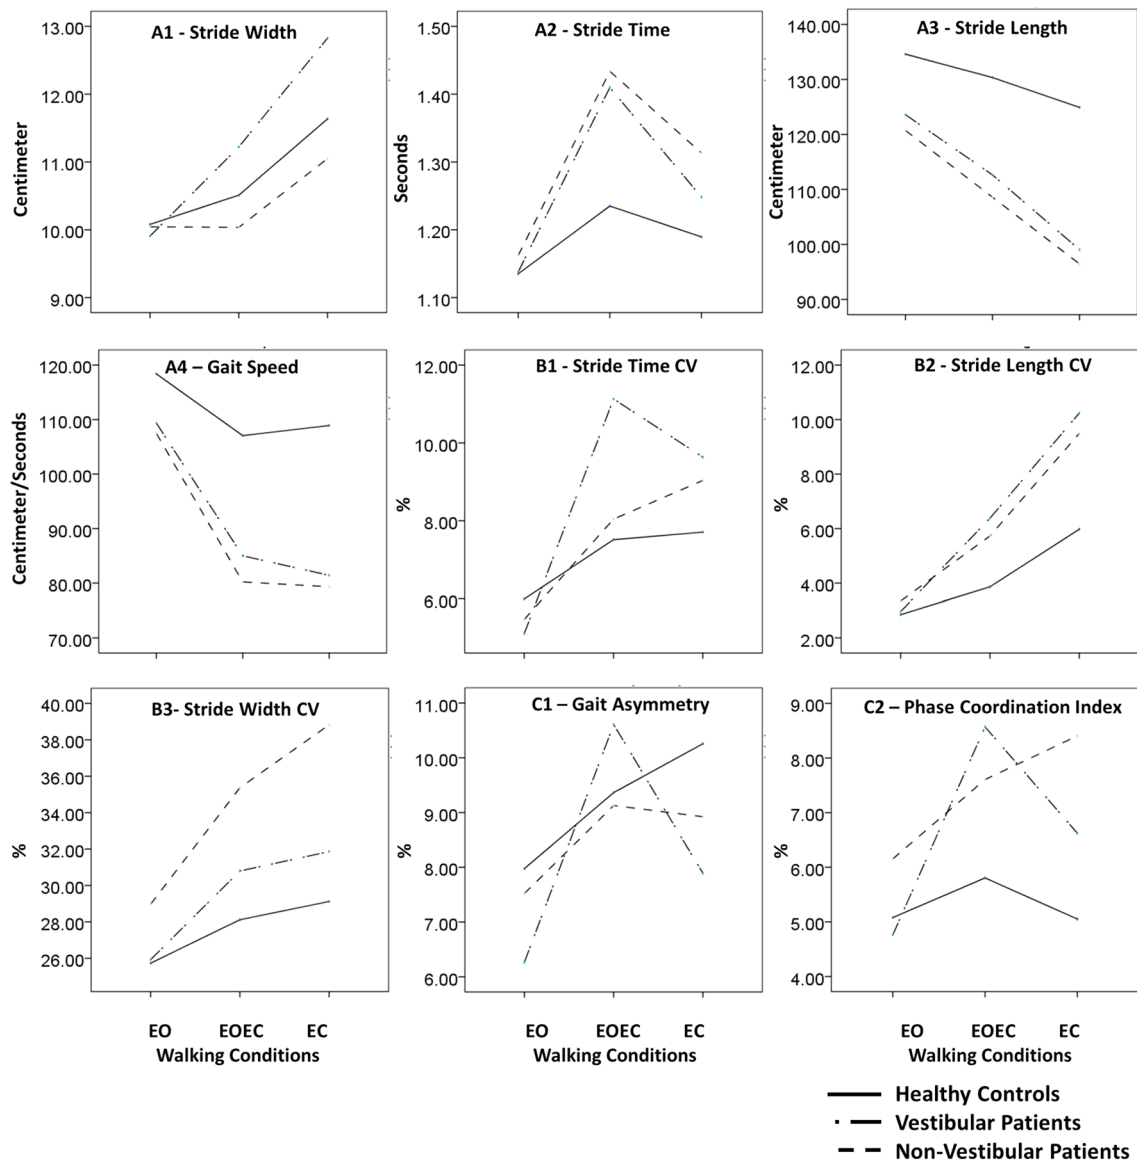 A1 - Stride Width
Centimeter
13.00
12.00
11.00
10.00
9.00
A2 - Stride Time
Seconds
1.50
1.40
1.30
1.20
1.10
A3 - Stride Length
Centimeter
140.00
130.00
120.00
110.00
100.00
90.00
A4 – Gait Speed
Centimeter/Seconds
120.00
110.00
100.00
90.00
80.00
70.00
B1 - Stride Time CV
%
12.00
10.00
8.00
6.00
B2 - Stride Length CV
%
12.00
10.00
8.00
6.00
4.00
2.00
B3- Stride Width CV
%
40.00
38.00
36.00
34.00
32.00
30.00
28.00
26.00
EO EOEC EC
Walking Conditions
C1 – Gait Asymmetry
%
11.00
10.00
9.00
8.00
7.00
6.00
EO EOEC EC
Walking Conditions
C2 – Phase Coordination Index
%
9.00
8.00
7.00
6.00
5.00
4.00
EO EOEC EC
Walking Conditions
Healthy Controls
Vestibular Patients
Non-Vestibular Patients